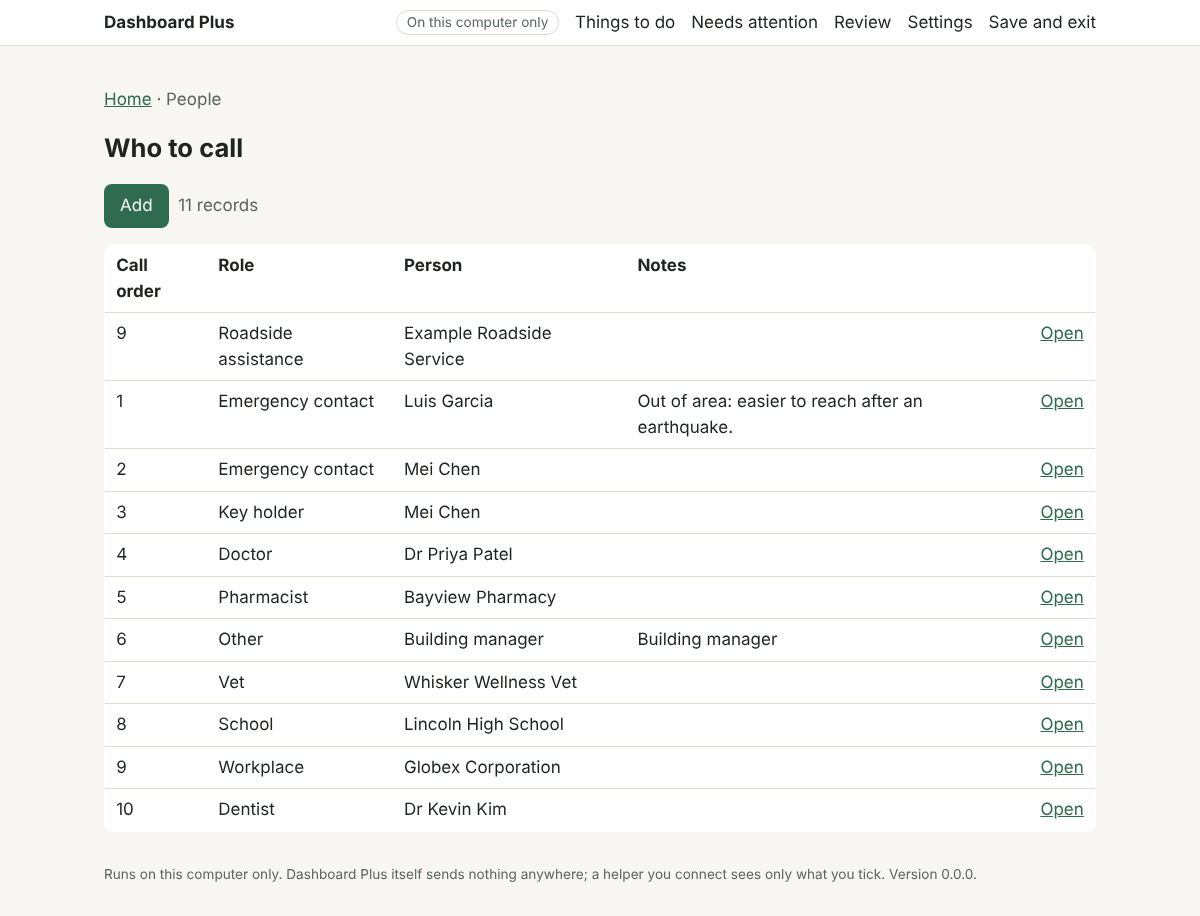 Dashboard Plus
On this computer only
Things to do
Needs attention
Review
Settings
Save and exit
Home · People
Who to call
Add
11 records
Call order
Role
Person
Notes
9 Roadside assistance Example Roadside Service Open
1 Emergency contact Luis Garcia Out of area: easier to reach after an earthquake. Open
2 Emergency contact Mei Chen Open
3 Key holder Mei Chen Open
4 Doctor Dr Priya Patel Open
5 Pharmacist Bayview Pharmacy Open
6 Other Building manager Building manager Open
7 Vet Whisker Wellness Vet Open
8 School Lincoln High School Open
9 Workplace Globex Corporation Open
10 Dentist Dr Kevin Kim Open
Runs on this computer only. Dashboard Plus itself sends nothing anywhere; a helper you connect sees only what you tick. Version 0.0.0.